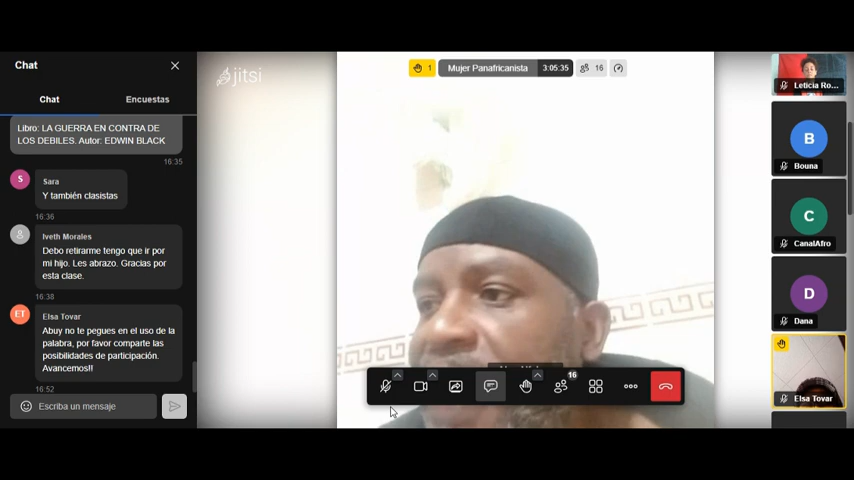 Chat
Chat
Encuestas
Libro: LA GUERRA EN CONTRA DE
LOS DEBILES. Autor: EDWIN BLACK
16:35
S
Sara
Y también clasistas
16:36
Iveth Morales
Debo retirarme tengo que ir por
mi hijo. Les abrazo. Gracias por
esta clase.
16:38
ET
Elsa Tovar
Abuy no te pegues en el uso de la
palabra, por favor comparte las
posibilidades de participación.
Avancemos!!
16:52
Escriba un mensaje
jitsi
1
Mujer Panafricanista
3:05:35
16
16
Leticia Ro...
B
Bouna
C
CanalAfro
D
Dana
Elsa Tovar